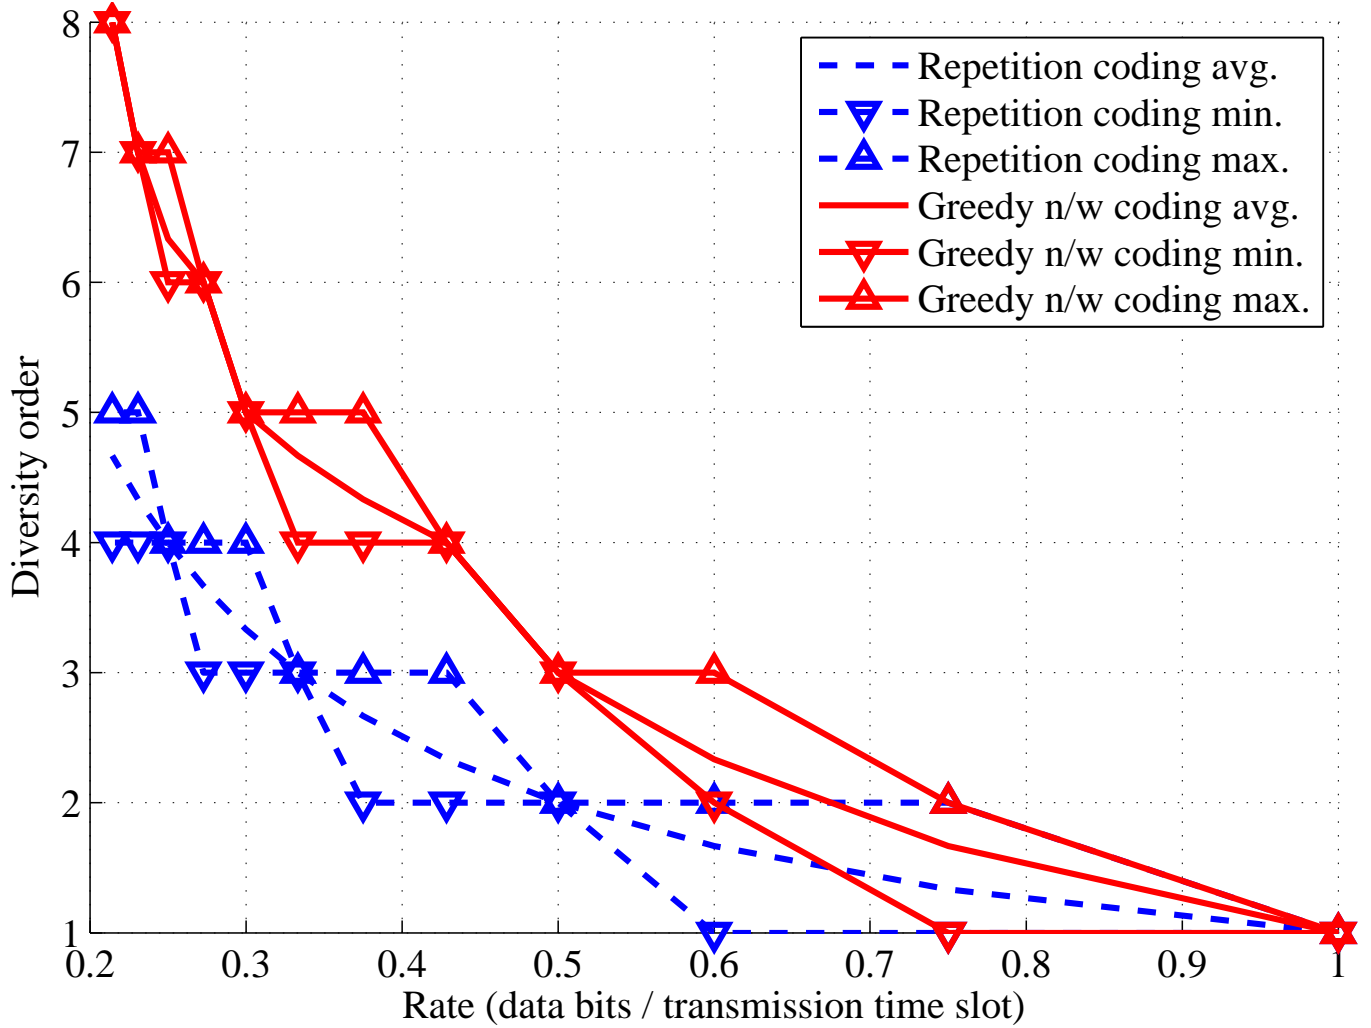 8
7
6
5
4
3
2
1
Diversity order
0.2 0.3 0.4 0.5 0.6 0.7 0.8 0.9 1
Rate (data bits / transmission time slot)
Repetition coding avg.
Repetition coding min.
Repetition coding max.
Greedy n/w coding avg.
Greedy n/w coding min.
Greedy n/w coding max.